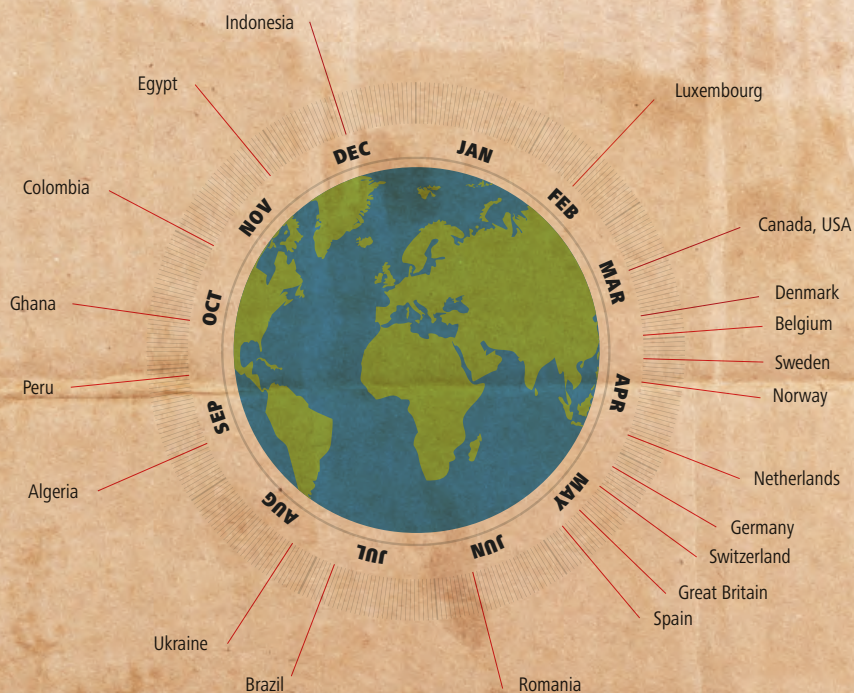 Indonesia
Egypt
Luxembourg
DEC
JAN
Colombia
NOV
FEB
Canada, USA
MAR
Denmark
Ghana
OCT
Belgium
Sweden
Peru
APR
Norway
SEP
Algeria
Netherlands
AUG
MAY
Germany
Switzerland
JUL
JUN
Great Britain
Spain
Ukraine
Brazil
Romania